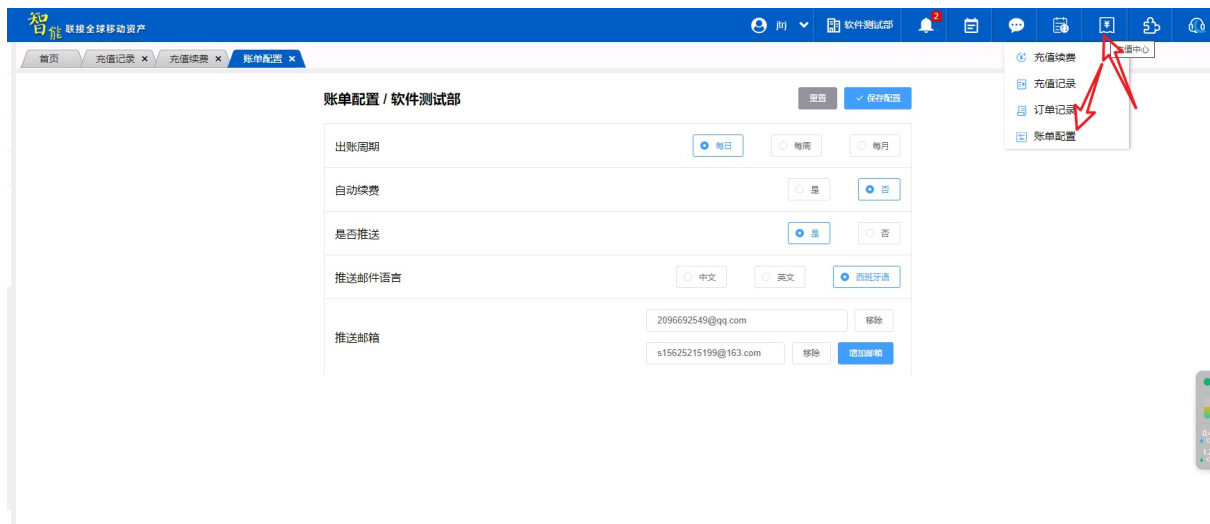 智能 联接全球移动资产
jtrj
软件测试部
2
首页
充值记录 ×
充值续费 ×
账单配置 ×
充值续费
充值记录
订单记录
账单配置
账单配置 / 软件测试部
重置
保存配置
出账周期
每日
每周
每月
自动续费
是
否
是否推送
是
否
推送邮件语言
中文
英文
西班牙语
推送邮箱
2096692549@qq.com
移除
s15625215199@163.com
移除
增加邮箱